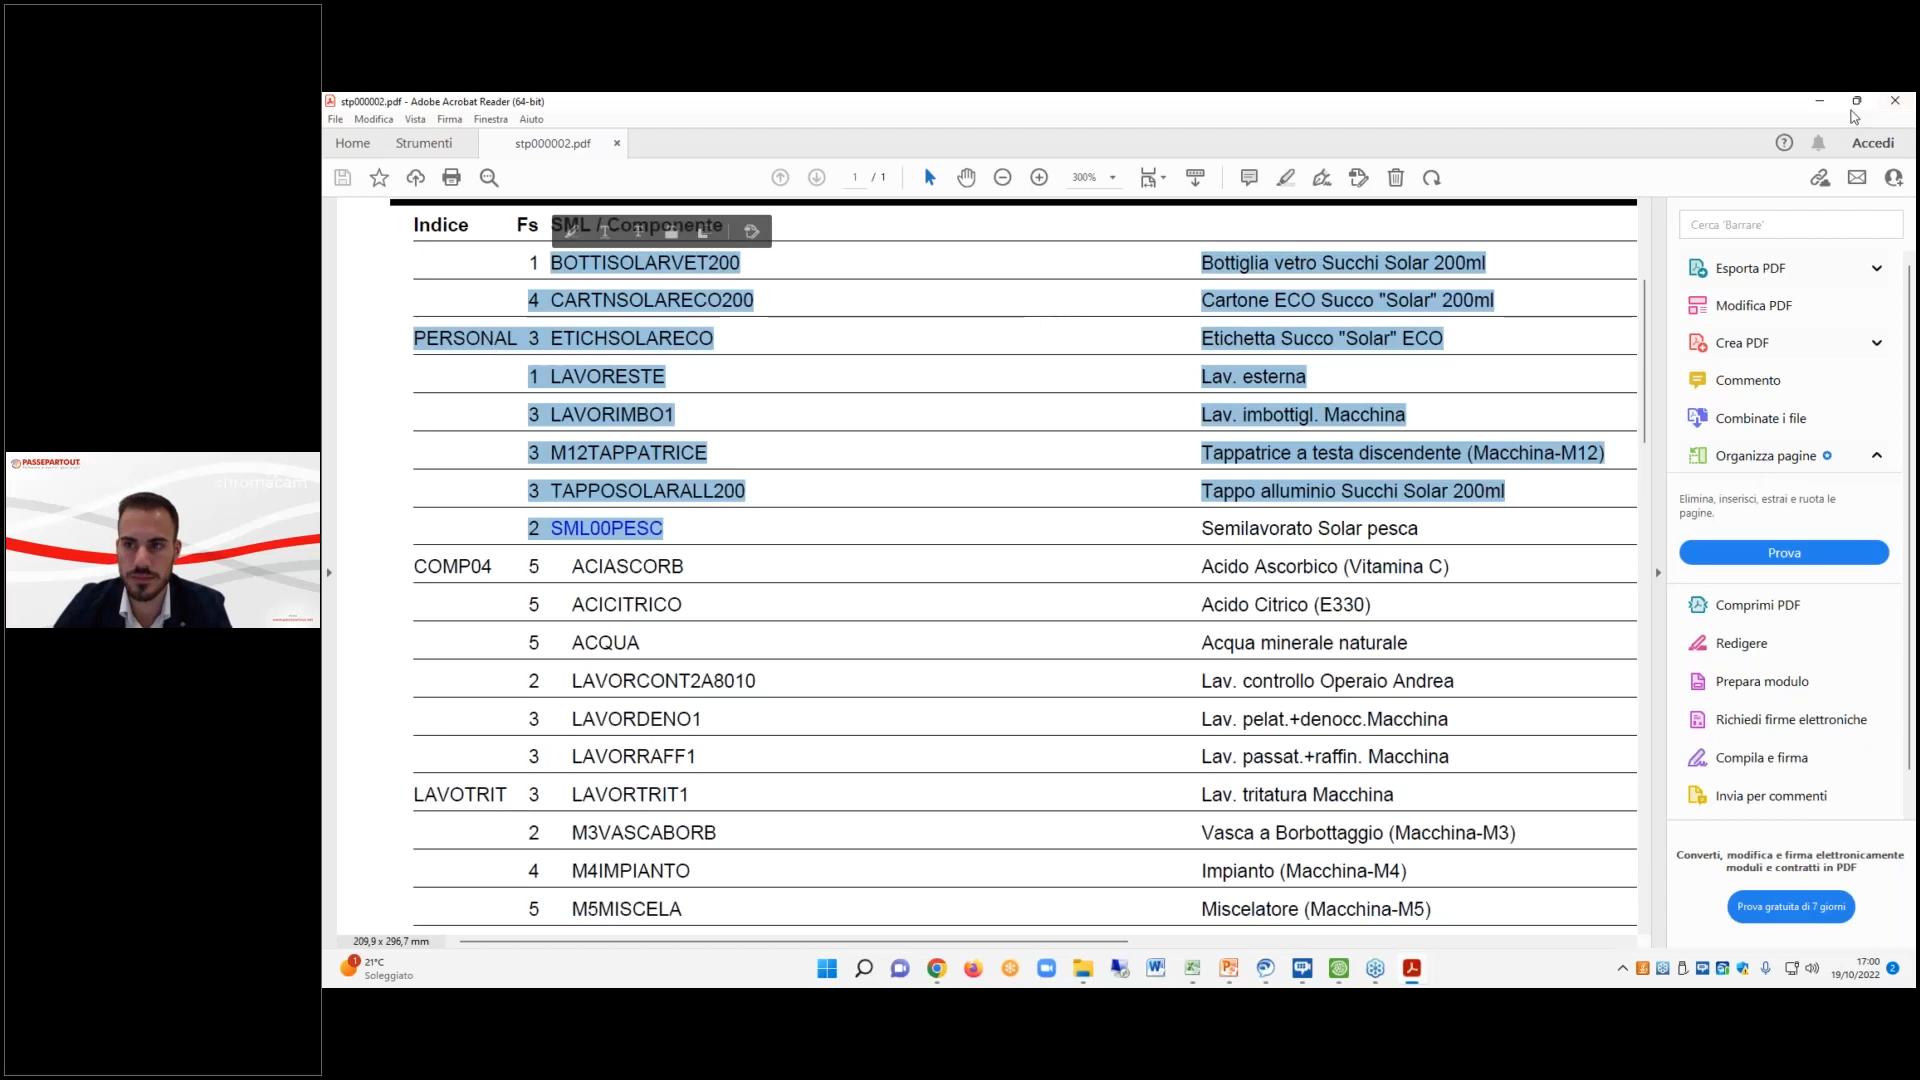 PASSEPARTOUT
chromacam
stp000002.pdf - Adobe Acrobat Reader (64-bit)
File Modifica Vista Firma Finestra Aiuto
Home Strumenti stp000002.pdf × Accedi
1 / 1 300%
Indice Fs SML / Componente
1 BOTTISOLARVET200 Bottiglia vetro Succhi Solar 200ml
4 CARTNSOLARECO200 Cartone ECO Succo "Solar" 200ml
PERSONAL 3 ETICHSOLARECO Etichetta Succo "Solar" ECO
1 LAVORESTE Lav. esterna
3 LAVORIMBO1 Lav. imbottigl. Macchina
3 M12TAPPATRICE Tappatrice a testa discendente (Macchina-M12)
3 TAPPOSOLARALL200 Tappo alluminio Succhi Solar 200ml
2 SML00PESC Semilavorato Solar pesca
COMP04 5 ACIASCORB Acido Ascorbico (Vitamina C)
5 ACICITRICO Acido Citrico (E330)
5 ACQUA Acqua minerale naturale
2 LAVORCONT2A8010 Lav. controllo Operaio Andrea
3 LAVORDENO1 Lav. pelat.+denocc.Macchina
3 LAVORRAFF1 Lav. passat.+raffin. Macchina
LAVOTRIT 3 LAVORTRIT1 Lav. tritatura Macchina
2 M3VASCABORB Vasca a Borbottaggio (Macchina-M3)
4 M4IMPIANTO Impianto (Macchina-M4)
5 M5MISCELA Miscelatore (Macchina-M5)
209,9 x 296,7 mm
Cerca 'Barrare'
Esporta PDF
Modifica PDF
Crea PDF
Commento
Combinate i file
Organizza pagine
Elimina, inserisci, estrai e ruota le
pagine.
Prova
Comprimi PDF
Redigere
Prepara modulo
Richiedi firme elettroniche
Compila e firma
Invia per commenti
Converti, modifica e firma elettronicamente
moduli e contratti in PDF
Prova gratuita di 7 giorni
1 21°C
Soleggiato
17:00
19/10/2022 2